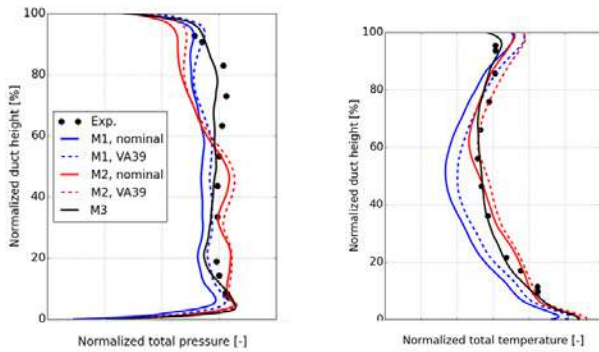 100
80
60
40
20
0
Normalized duct height [%]
Exp.
M1, nominal
M1, VA39
M2, nominal
M2, VA39
M3
Normalized total pressure [-]
100
80
60
40
20
0
Normalized duct height [%]
Normalized total temperature [-]